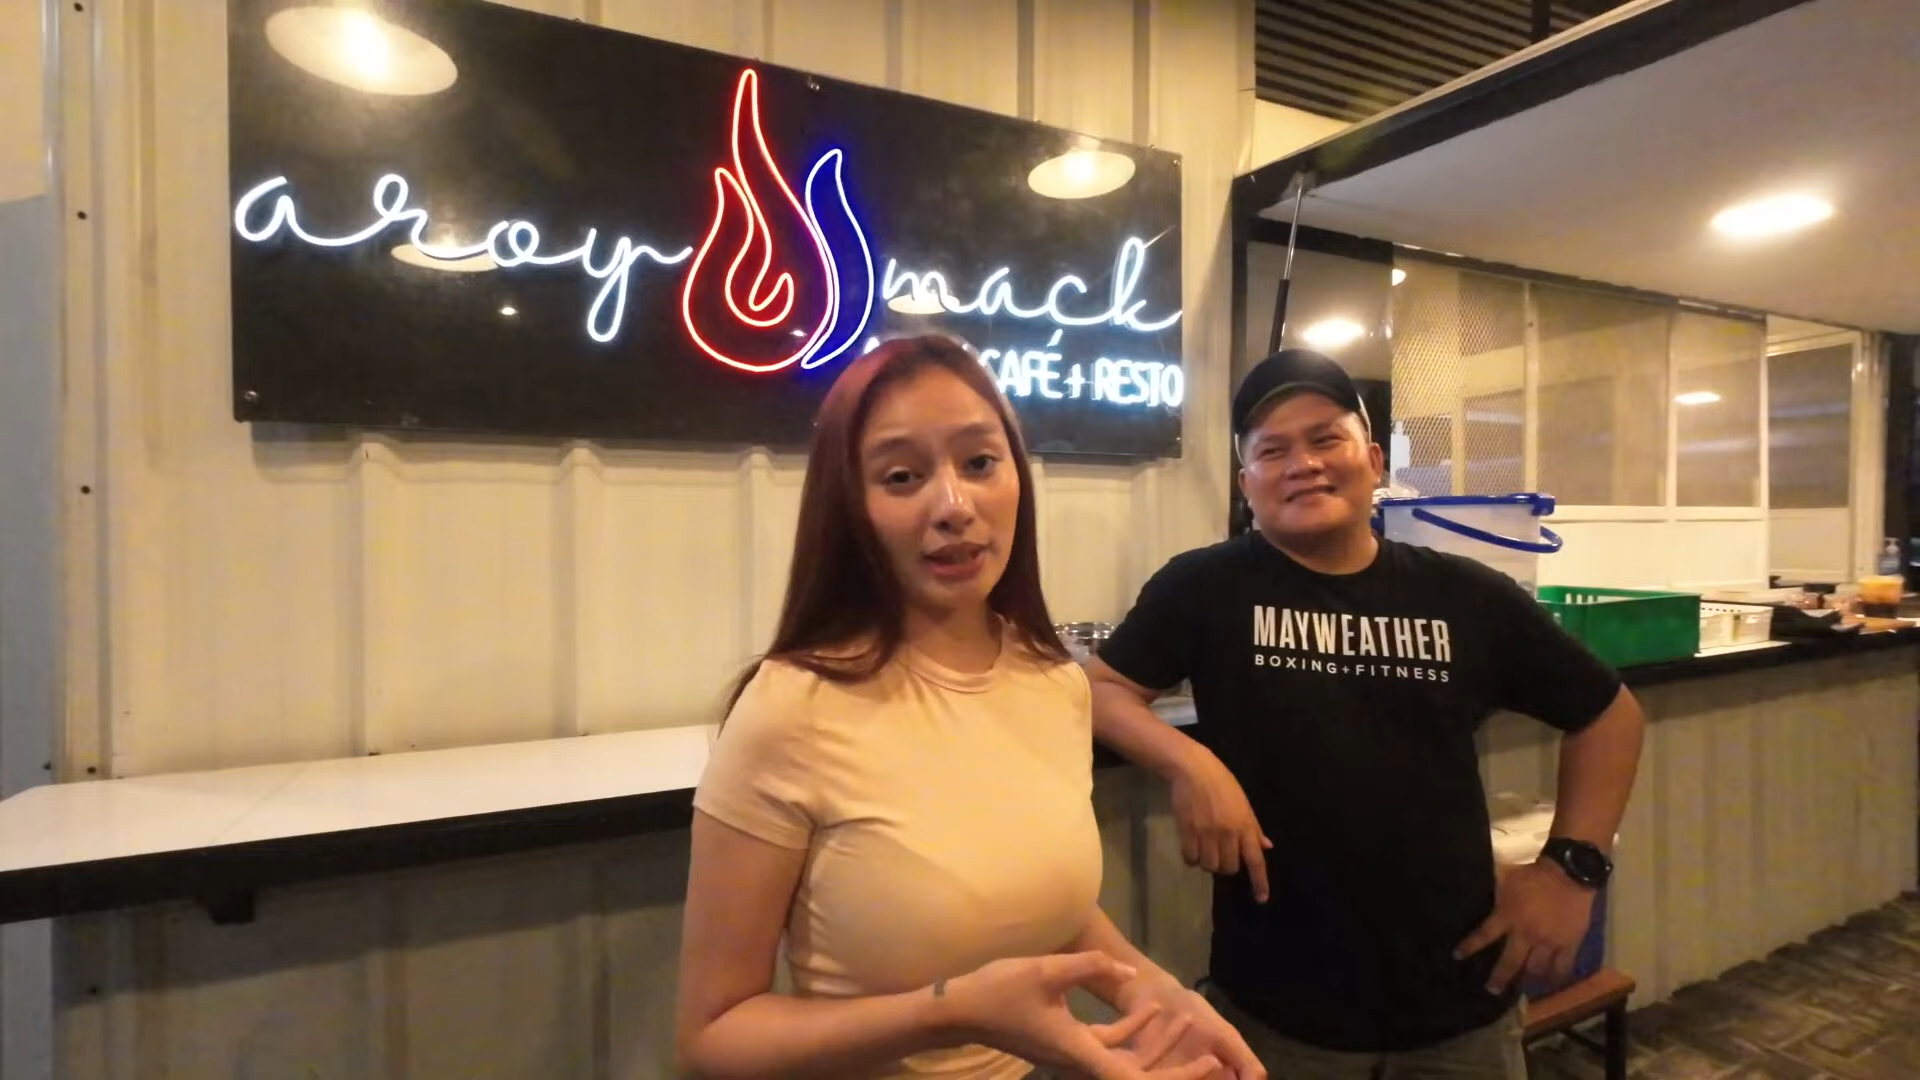 aroy mack
CAFÉ + RESTO
MAYWEATHER
BOXING + FITNESS